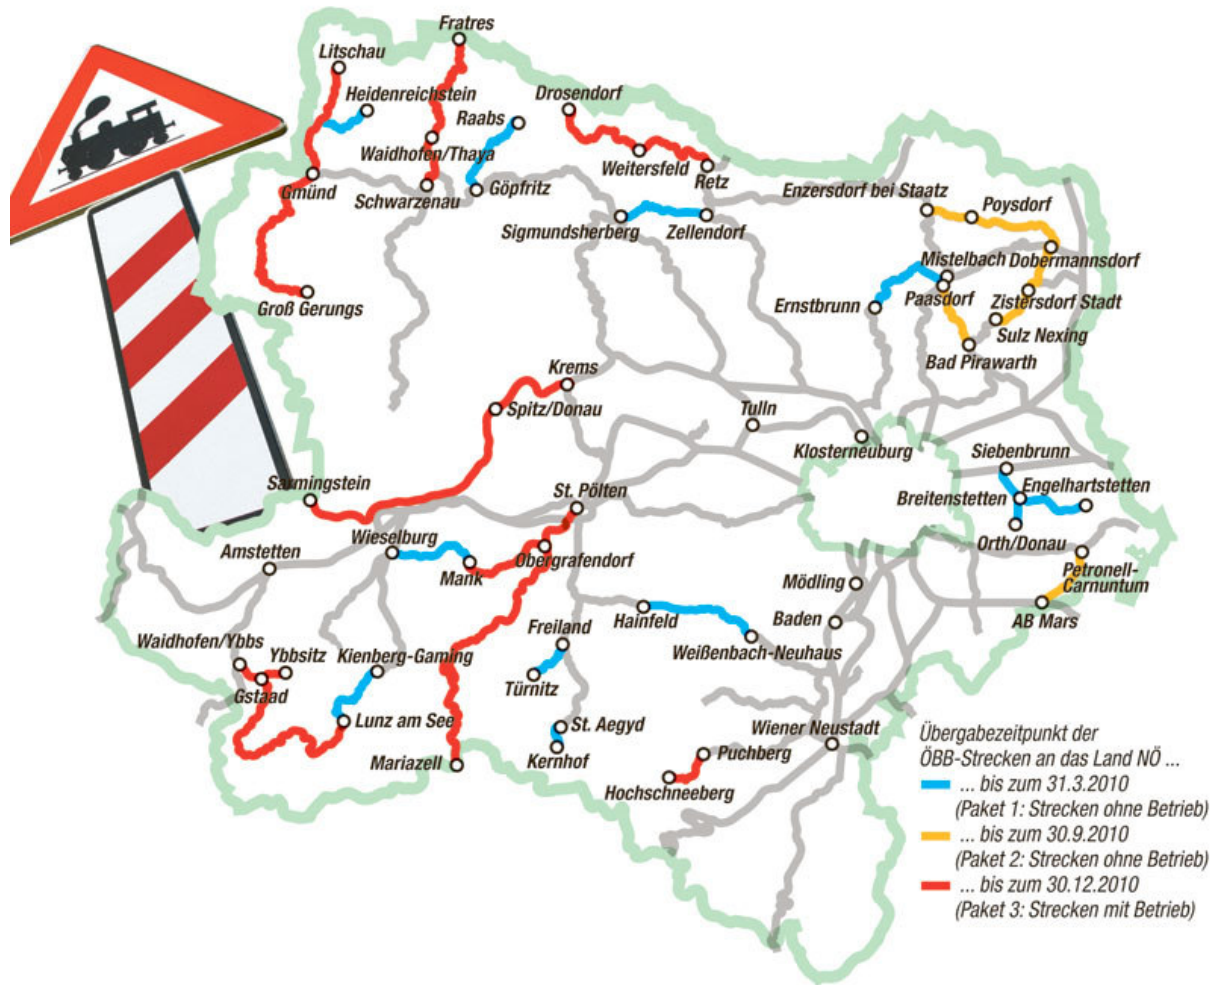 Fratres
Litschau
Heidenreichstein
Drosendorf
Raabs
Waidhofen/Thaya
Weitersfeld
Retz
Gmünd
Schwarzenau
Göpfritz
Enzersdorf bei Staatz
Poysdorf
Sigmundsherberg
Zellendorf
Mistelbach
Dobermannsdorf
Groß Gerungs
Ernstbrunn
Paasdorf
Zistersdorf Stadt
Sulz Nexing
Bad Pirawarth
Krems
Spitz/Donau
Tulln
Klosterneuburg
Siebenbrunn
Sarmingstein
St. Pölten
Engelhartstetten
Breitenstetten
Wieselburg
Orth/Donau
Amstetten
Obergrafendorf
Mank
Petronell-
Carnuntum
Mödling
Hainfeld
Baden
AB Mars
Freiland
Waidhofen/Ybbs
Ybbsitz
Kienberg-Gaming
Weißenbach-Neuhaus
Gstaad
Türnitz
Lunz am See
St. Aegyd
Wiener Neustadt
Mariazell
Kernhof
Puchberg
Hochschneeberg
Übergabezeitpunkt der
ÖBB-Strecken an das Land NÖ ...
... bis zum 31.3.2010
(Paket 1: Strecken ohne Betrieb)
... bis zum 30.9.2010
(Paket 2: Strecken ohne Betrieb)
... bis zum 30.12.2010
(Paket 3: Strecken mit Betrieb)